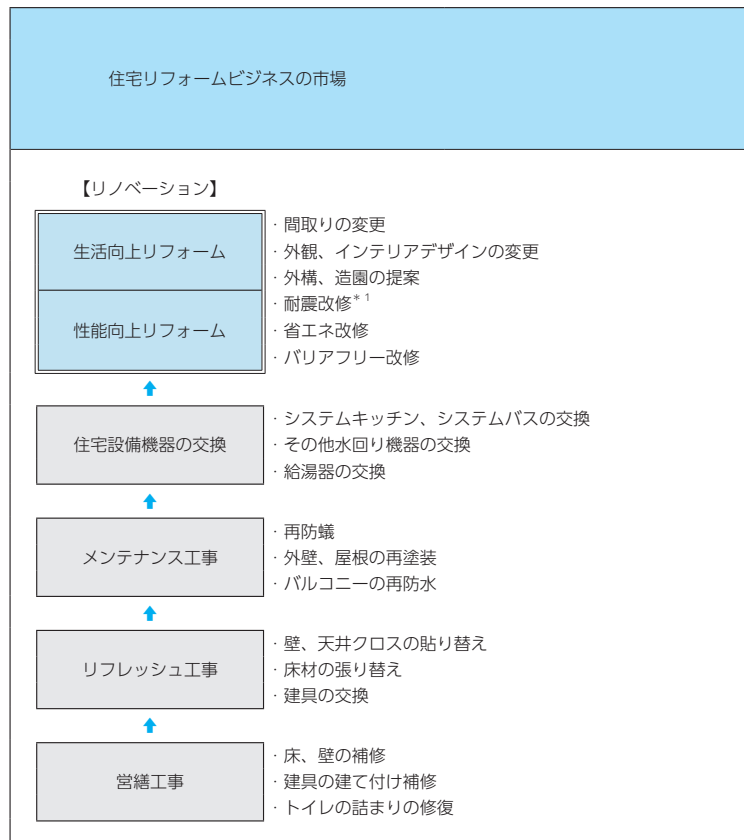 住宅リフォームビジネスの市場
【リノベーション】
生活向上リフォーム
・間取りの変更
・外観、インテリアデザインの変更
・外構、造園の提案
性能向上リフォーム
・耐震改修＊1
・省エネ改修
・バリアフリー改修
住宅設備機器の交換
・システムキッチン、システムバスの交換
・その他水回り機器の交換
・給湯器の交換
メンテナンス工事
・再防蟻
・外壁、屋根の再塗装
・バルコニーの再防水
リフレッシュ工事
・壁、天井クロスの貼り替え
・床材の張り替え
・建具の交換
営繕工事
・床、壁の補修
・建具の建て付け補修
・トイレの詰まりの修復